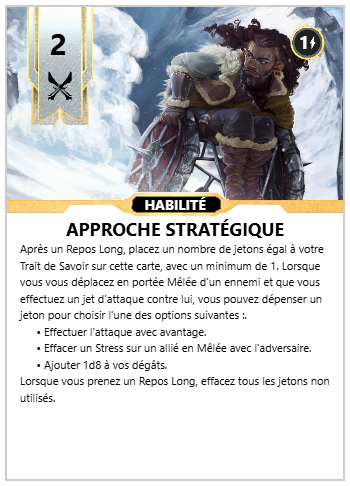 2
1
HABILITÉ
APPROCHE STRATÉGIQUE
Après un Repos Long, placez un nombre de jetons égal à votre
Trait de Savoir sur cette carte, avec un minimum de 1. Lorsque
vous vous déplacez en portée Mêlée d'un ennemi et que vous
effectuez un jet d'attaque contre lui, vous pouvez dépenser un
jeton pour choisir l'une des options suivantes :.
• Effectuer l'attaque avec avantage.
• Effacer un Stress sur un allié en Mêlée avec l'adversaire.
• Ajouter 1d8 à vos dégâts.
Lorsque vous prenez un Repos Long, effacez tous les jetons non
utilisés.